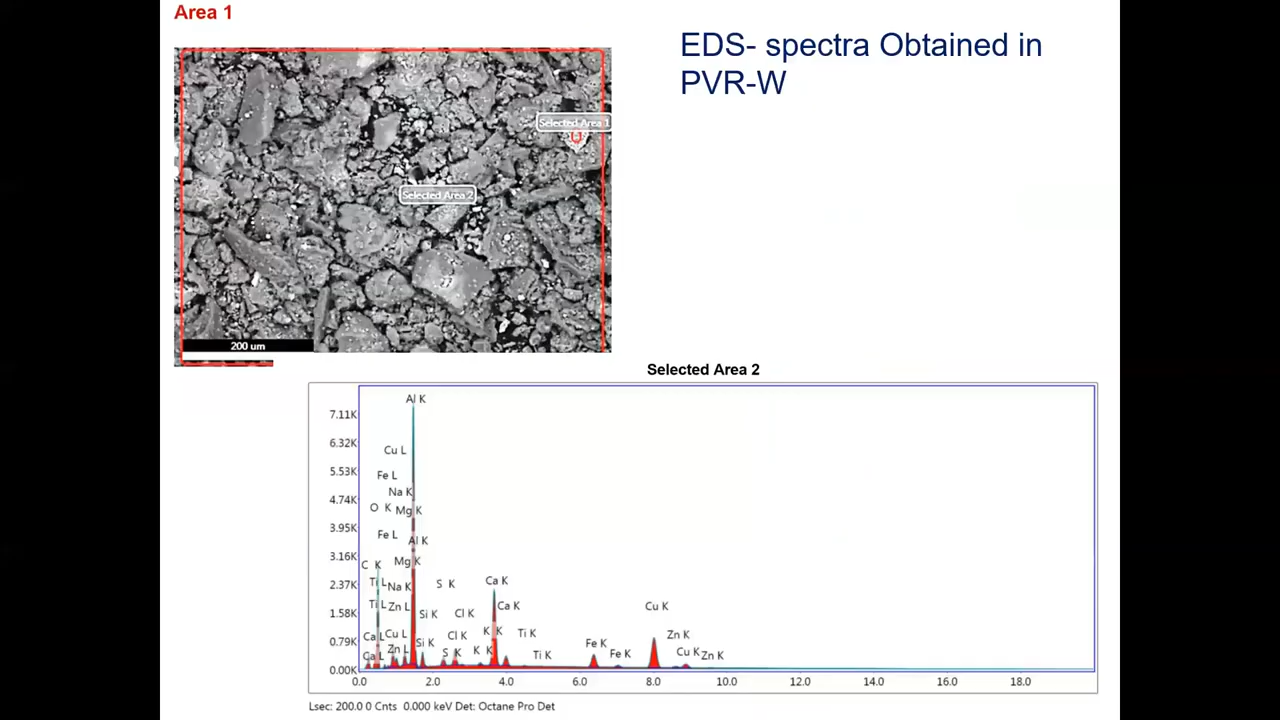 Area 1
EDS- spectra Obtained in
PVR-W
Selected Area 1
Selected Area 2
200 um
Selected Area 2
Al K
7.11K
6.32K
Cu L
5.53K
Fe L
Na K
4.74K
O K
Mg K
3.95K
Fe L
Al K
3.16K
C K
Mg K
2.37K
Ti L
Na K
S K
Ca K
1.58K
Ti L
Zn L
Si K
Cl K
Ca K
Cu K
0.79K
Ca L
Cu L
Si K
Cl K
K K
Ti K
Fe K
Zn K
0.00K
Ca L
Zn L
S K
K K
Ti K
Fe K
Cu K
Zn K
0.0 2.0 4.0 6.0 8.0 10.0 12.0 14.0 16.0 18.0
Lsec: 200.0 0 Cnts 0.000 keV Det: Octane Pro Det